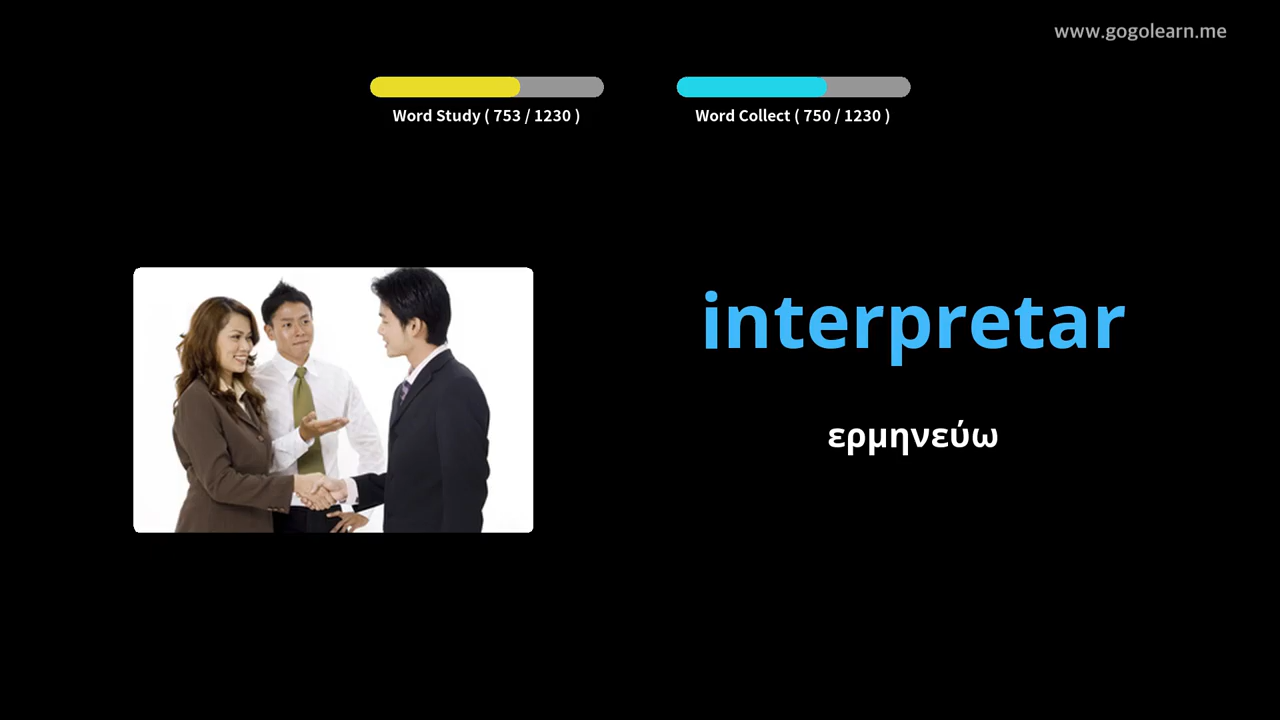 www.gogolearn.me
Word Study ( 753 / 1230 )
Word Collect ( 750 / 1230 )
interpretar
ερμηνεύω